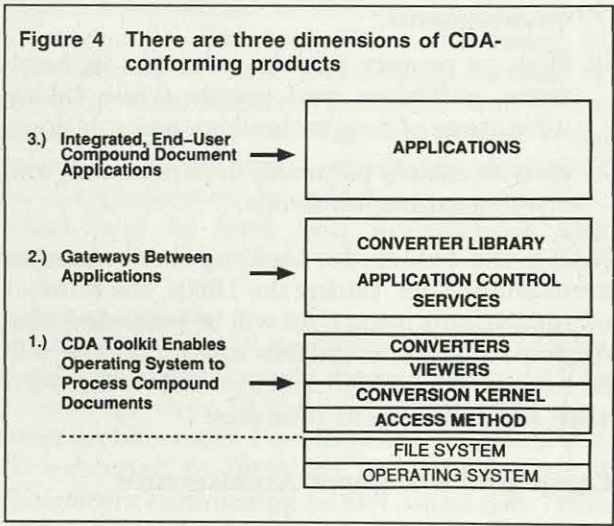 Figure 4 There are three dimensions of CDA-
conforming products
3.) Integrated, End–User
Compound Document
Applications
APPLICATIONS
2.) Gateways Between
Applications
CONVERTER LIBRARY
APPLICATION CONTROL
SERVICES
1.) CDA Toolkit Enables
Operating System to
Process Compound
Documents
CONVERTERS
VIEWERS
CONVERSION KERNEL
ACCESS METHOD
FILE SYSTEM
OPERATING SYSTEM